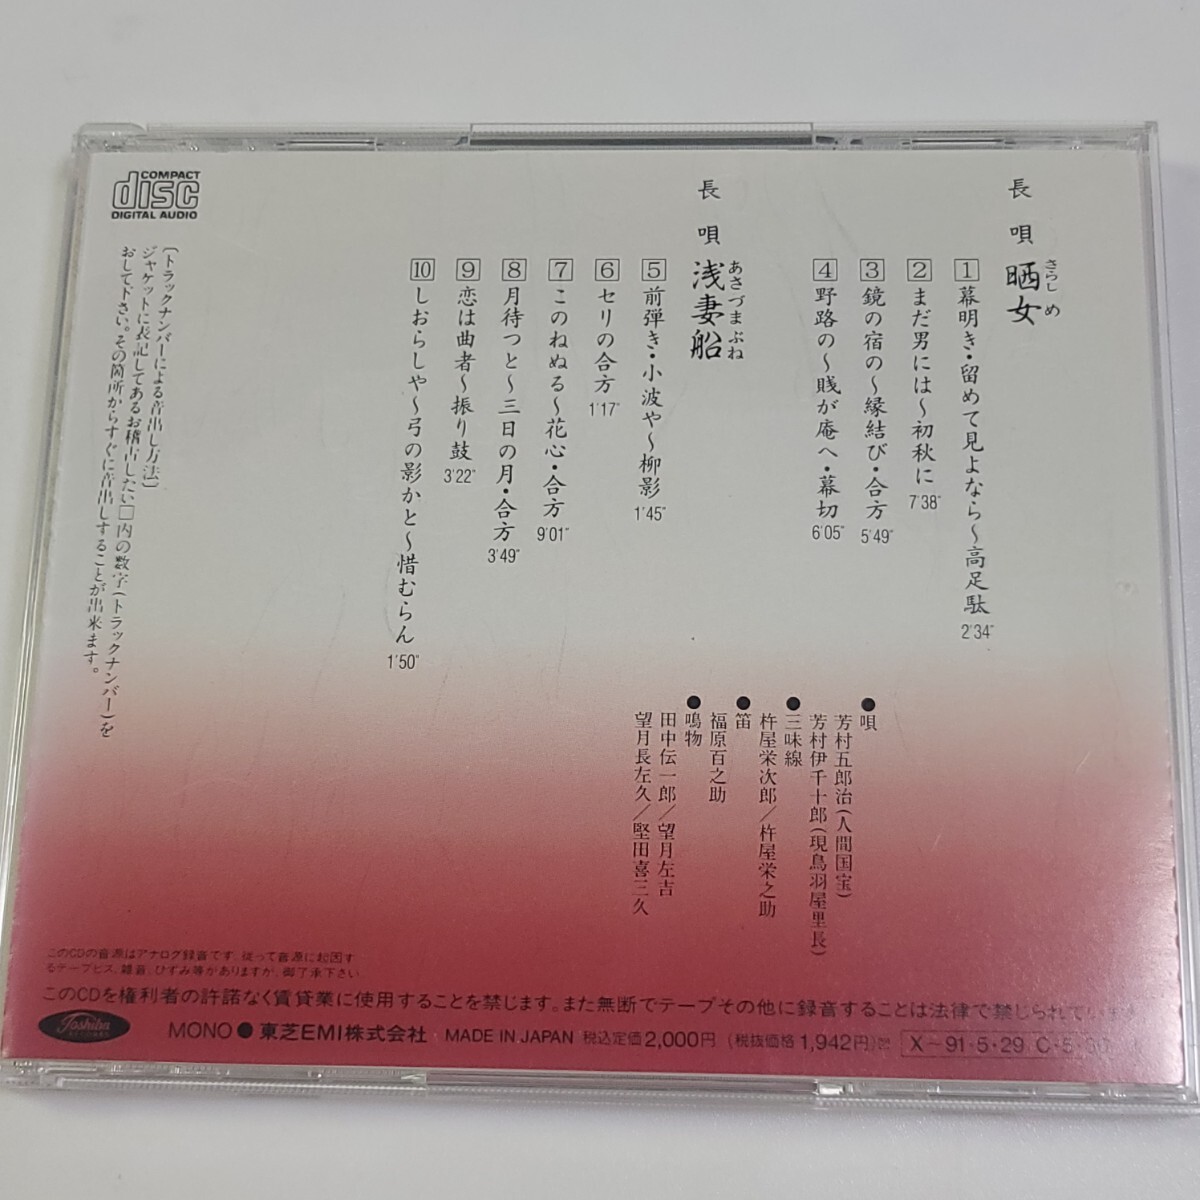 長唄 晒女
さらしめ
1 幕明き・留めて見よなら〜高足駄 2'34"
2 まだ男には〜初秋に 7'38"
3 鏡の宿の〜縁結び・合方 5'49"
4 野路の〜賎が庵へ・幕切 6'05"
長唄 浅妻船
あさづまぶね
5 前弾き・小波や〜柳影 1'45"
6 セリの合方 1'17"
7 このねぬる〜花心・合方 9'01"
8 月待つと〜三日の月・合方 3'49"
9 恋は曲者〜振り鼓 3'22"
10 しおらしや〜弓の影かと〜惜むらん 1'50"
●唄
芳村五郎治(人間国宝)
芳村伊千十郎(現鳥羽屋里長)
●三味線
杵屋栄次郎/杵屋栄之助
●笛
福原百之助
●鳴物
田中伝一郎/望月左吉
望月長左久/堅田喜三久
COMPACT
disc
DIGITAL AUDIO
(トラックナンバーによる音出し方法)
ジャケットに表記してあるお稽古したい□内の数字(トラックナンバー)を
おして下さい。その箇所からすぐに音出しすることが出来ます。
このCDの音源はアナログ録音です。従って音源に起因す
るテープヒス、雑音、ひずみ等がありますが、御了承下さい
このCDを権利者の許諾なく賃貸業に使用することを禁じます。また無断でテープその他に録音することは法律で禁じられています
Toshiba
MONO ● 東芝EMI株式会社・MADE IN JAPAN 税込定価2,000円 (税抜価格1,942円)
X〜91・5・29 C・5・30